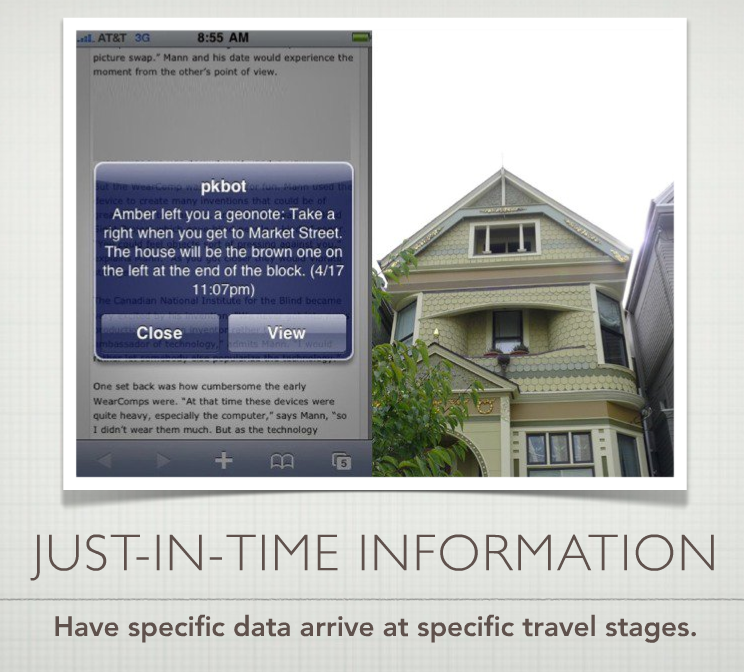 AT&T 3G 8:55 AM
picture swap." Mann and his date would experience the
moment from the other's point of view.
pkbot
Amber left you a geonote: Take a
right when you get to Market Street.
The house will be the brown one on
the left at the end of the block. (4/17
11:07pm)
The Canadian National Institute for the Blind became
Close View
One set back was how cumbersome the early
WearComps were. "At that time these devices were
quite heavy, especially the computer," says Mann, "so
I didn't wear them much. But as the technology
5
JUST-IN-TIME INFORMATION
Have specific data arrive at specific travel stages.